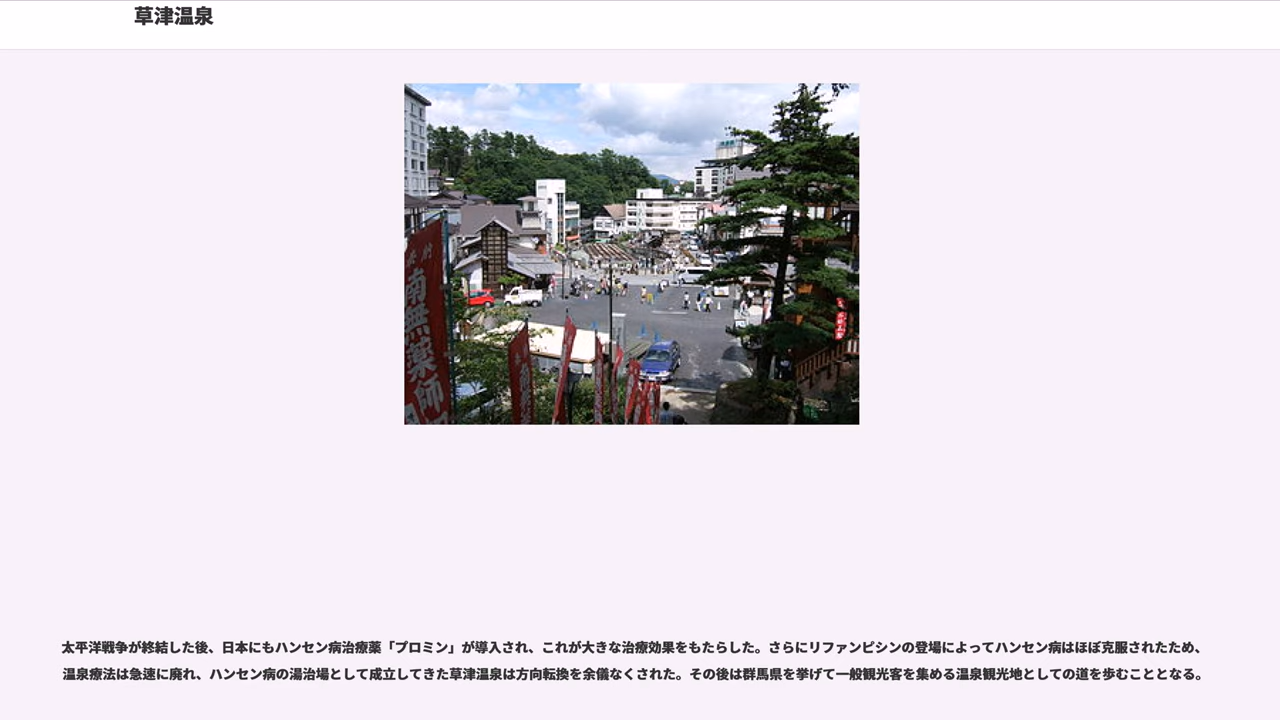 草津温泉
南無薬師
太平洋戦争が終結した後、日本にもハンセン病治療薬「プロミン」が導入され、これが大きな治療効果をもたらした。さらにリファンピシンの登場によってハンセン病はほぼ克服されたため、
温泉療法は急速に廃れ、ハンセン病の湯治場として成立してきた草津温泉は方向転換を余儀なくされた。その後は群馬県を挙げて一般観光客を集める温泉観光地としての道を歩むこととなる。